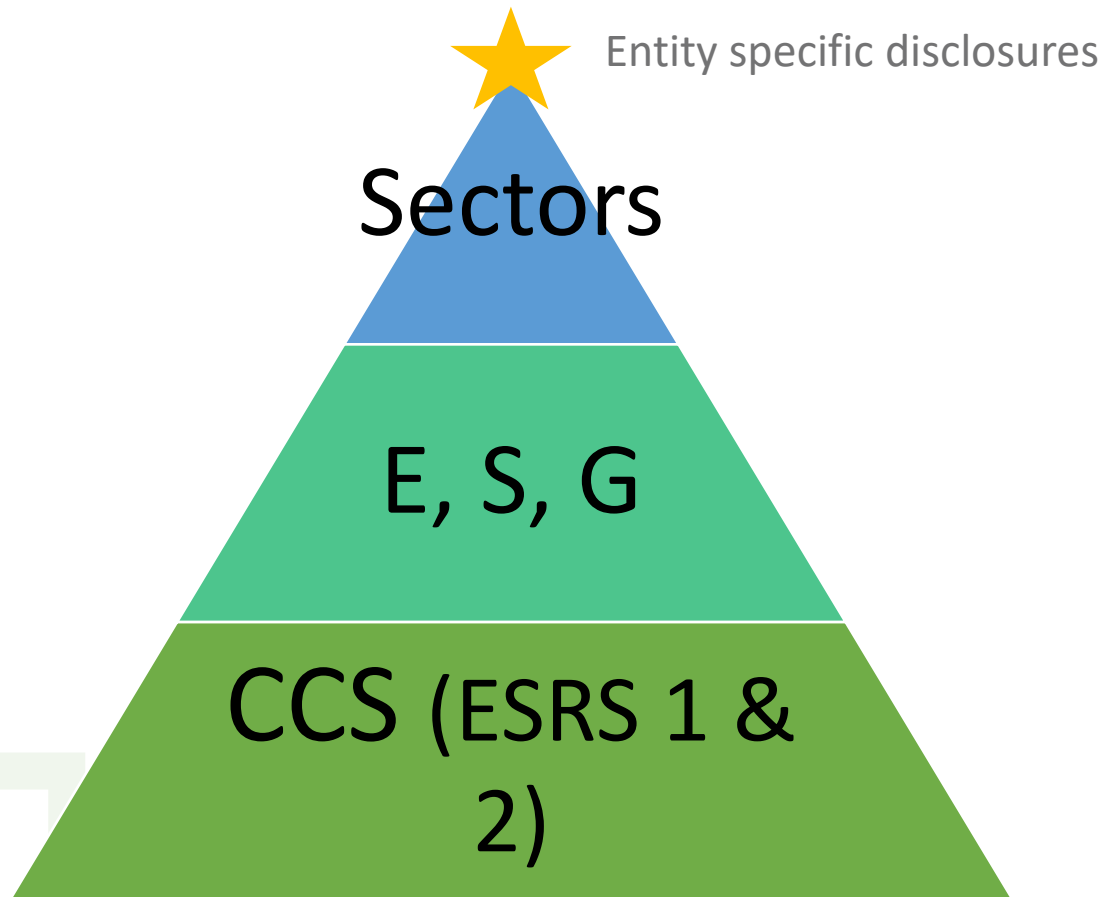 Entity specific disclosures
Sectors
E, S, G
CCS (ESRS 1 &
2)